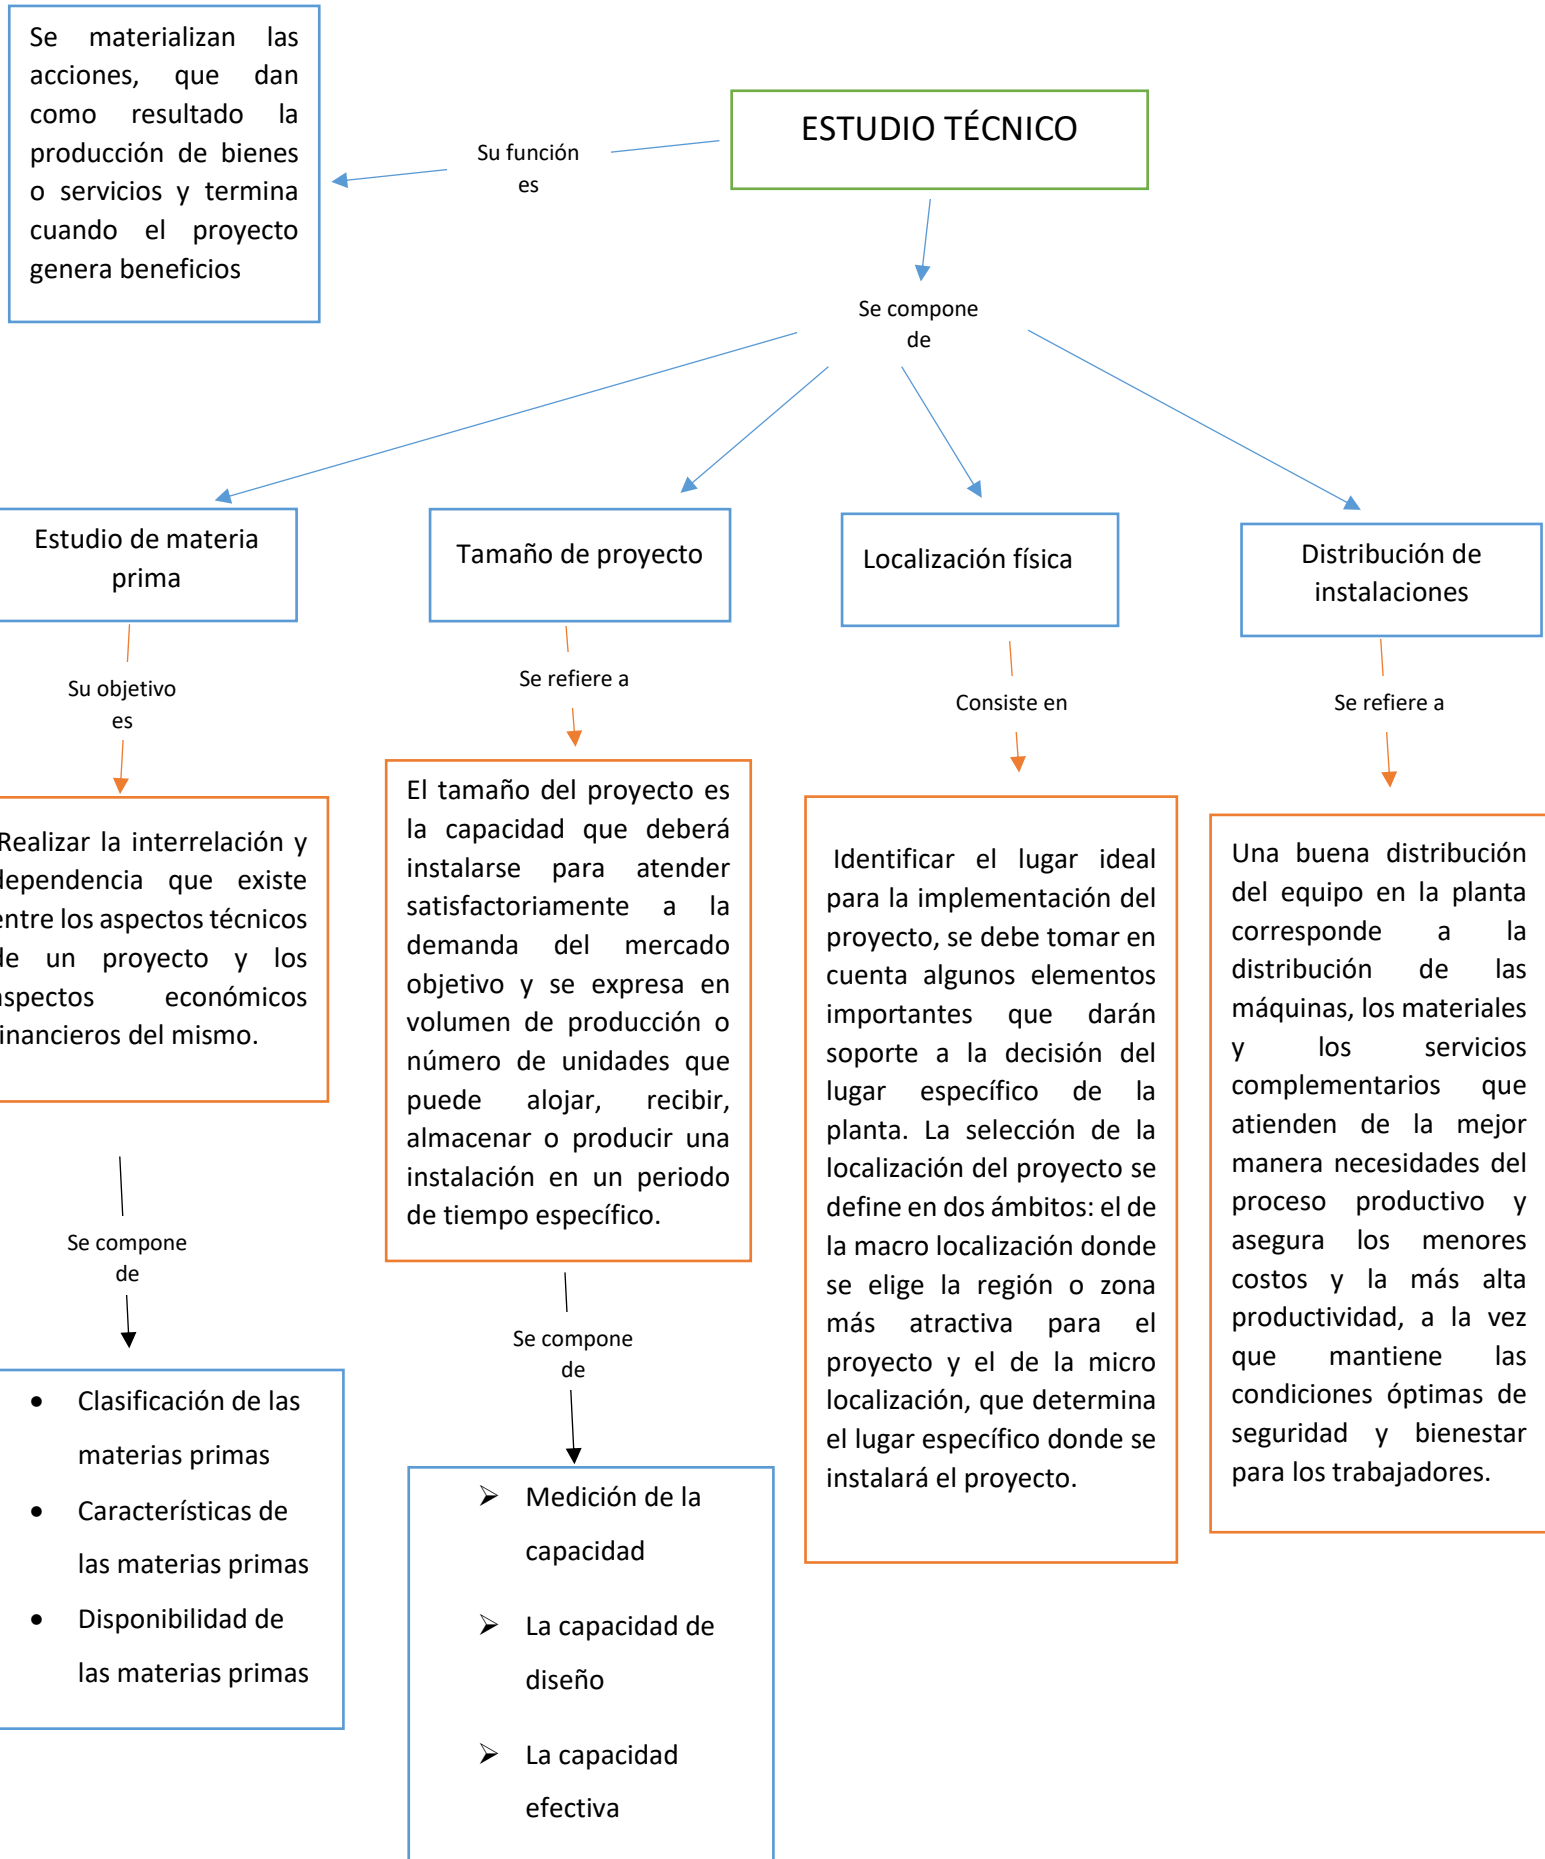 Se materializan las
acciones, que dan
como resultado la
producción de bienes
o servicios y termina
cuando el proyecto
genera beneficios
Su función
es
ESTUDIO TÉCNICO
Se compone
de
Estudio de materia
prima
Tamaño de proyecto
Localización física
Distribución de
instalaciones
Su objetivo
es
Se refiere a
Consiste en
Se refiere a
Realizar la interrelación y
dependencia que existe
entre los aspectos técnicos
de un proyecto y los
aspectos económicos
financieros del mismo.
El tamaño del proyecto es
la capacidad que deberá
instalarse para atender
satisfactoriamente a la
demanda del mercado
objetivo y se expresa en
volumen de producción o
número de unidades que
puede alojar, recibir,
almacenar o producir una
instalación en un periodo
de tiempo específico.
Identificar el lugar ideal
para la implementación del
proyecto, se debe tomar en
cuenta algunos elementos
importantes que darán
soporte a la decisión del
lugar específico de la
planta. La selección de la
localización del proyecto se
define en dos ámbitos: el de
la macro localización donde
se elige la región o zona
más atractiva para el
proyecto y el de la micro
localización, que determina
el lugar específico donde se
instalará el proyecto.
Una buena distribución
del equipo en la planta
corresponde a la
distribución de las
máquinas, los materiales
y los servicios
complementarios que
atienden de la mejor
manera necesidades del
proceso productivo y
asegura los menores
costos y la más alta
productividad, a la vez
que mantiene las
condiciones óptimas de
seguridad y bienestar
para los trabajadores.
Se compone
de
• Clasificación de las
materias primas
• Características de
las materias primas
• Disponibilidad de
las materias primas
Se compone
de
➢ Medición de la
capacidad
➢ La capacidad de
diseño
➢ La capacidad
efectiva